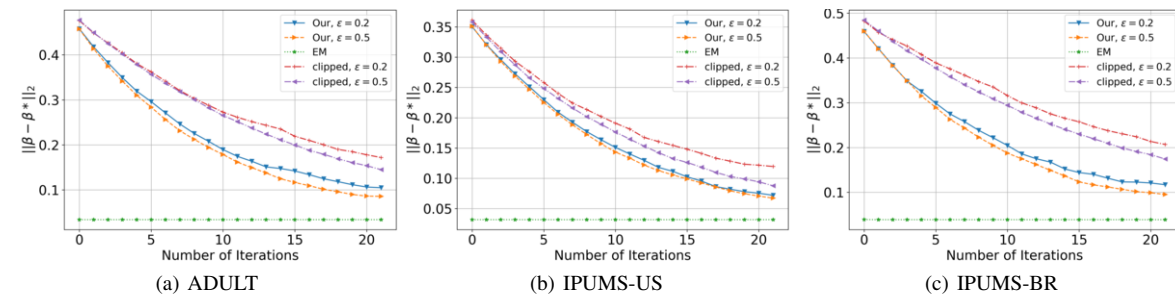 0.4
0.3
0.2
0.1
||β − β*||₂
0 5 10 15 20
Number of Iterations
Our, ε = 0.2
Our, ε = 0.5
EM
clipped, ε = 0.2
clipped, ε = 0.5
(a) ADULT
0.35
0.30
0.25
0.20
0.15
0.10
0.05
||β − β*||₂
0 5 10 15 20
Number of Iterations
Our, ε = 0.2
Our, ε = 0.5
EM
clipped, ε = 0.2
clipped, ε = 0.5
(b) IPUMS-US
0.5
0.4
0.3
0.2
0.1
||β − β*||₂
0 5 10 15 20
Number of Iterations
Our, ε = 0.2
Our, ε = 0.5
EM
clipped, ε = 0.2
clipped, ε = 0.5
(c) IPUMS-BR